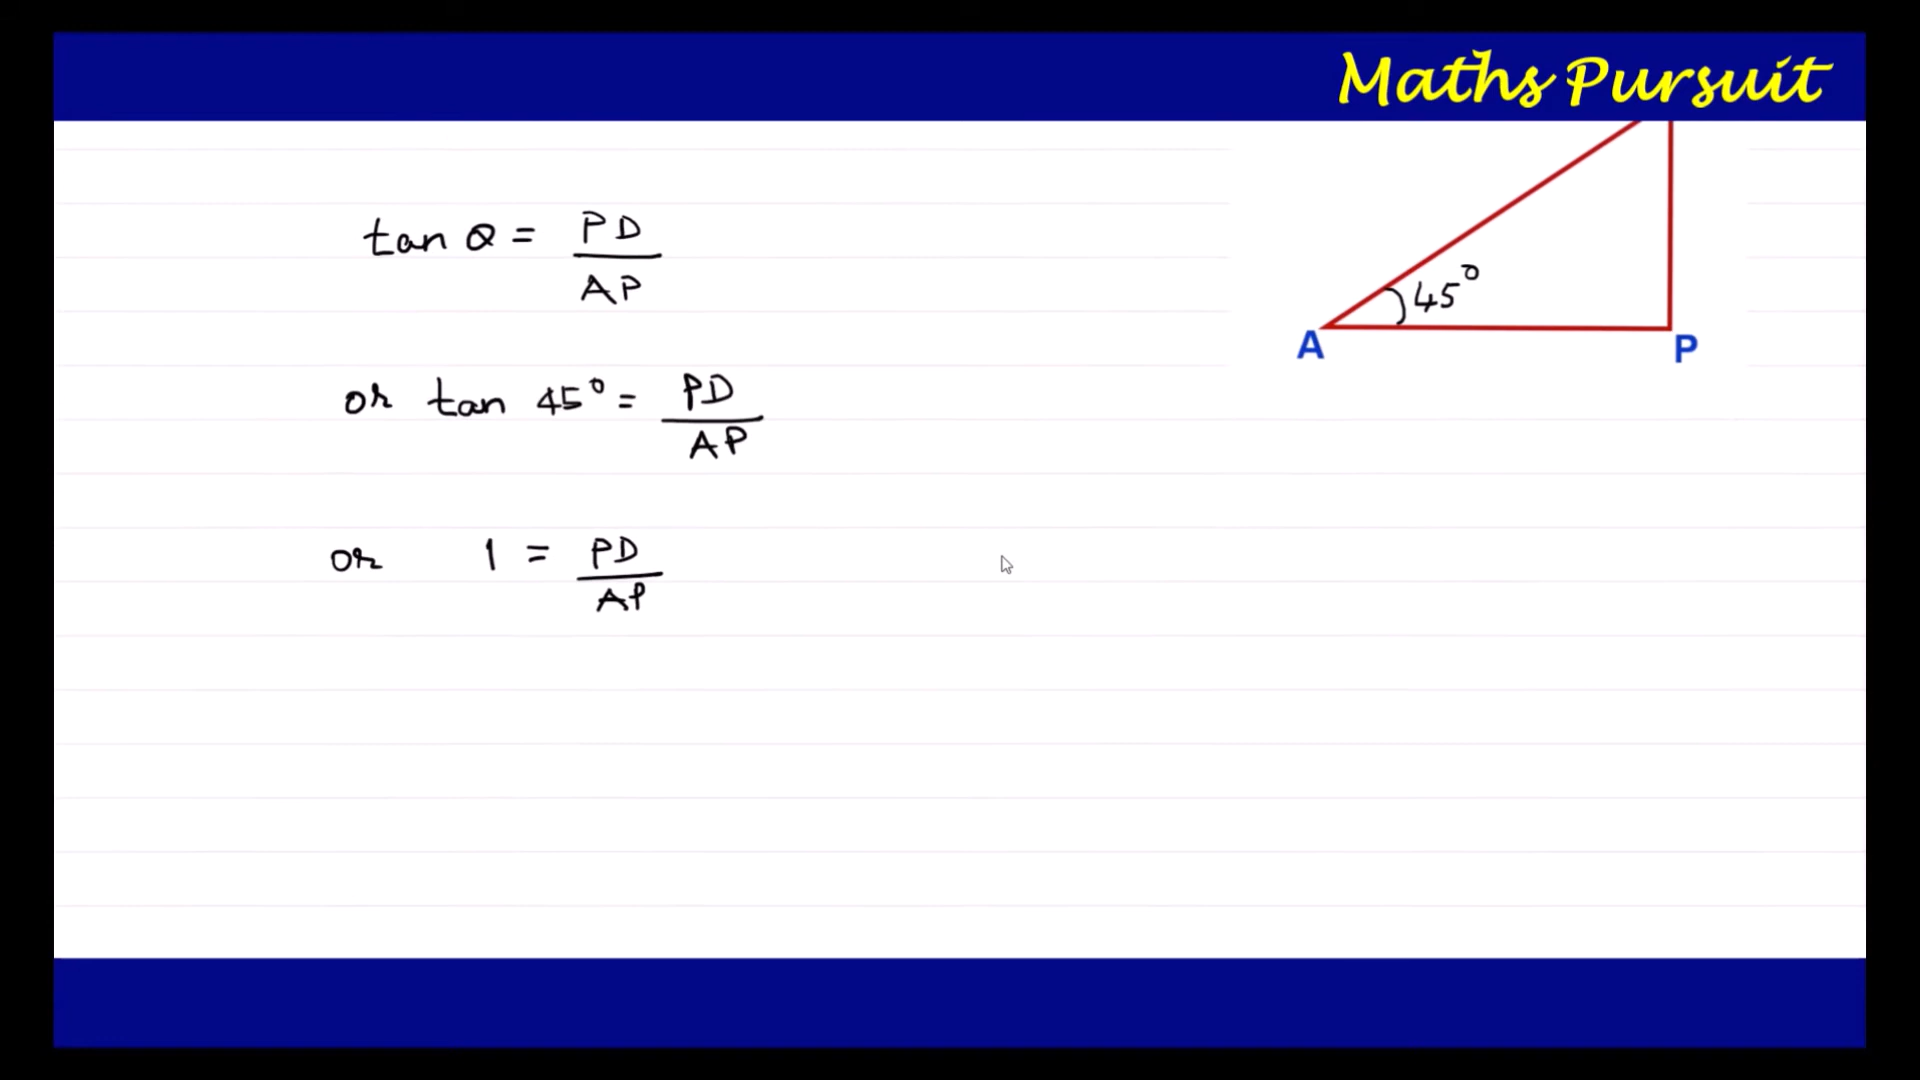 Maths Pursuit
tan θ = PD / AP
45°
A
P
or tan 45° = PD / AP
or 1 = PD / AP